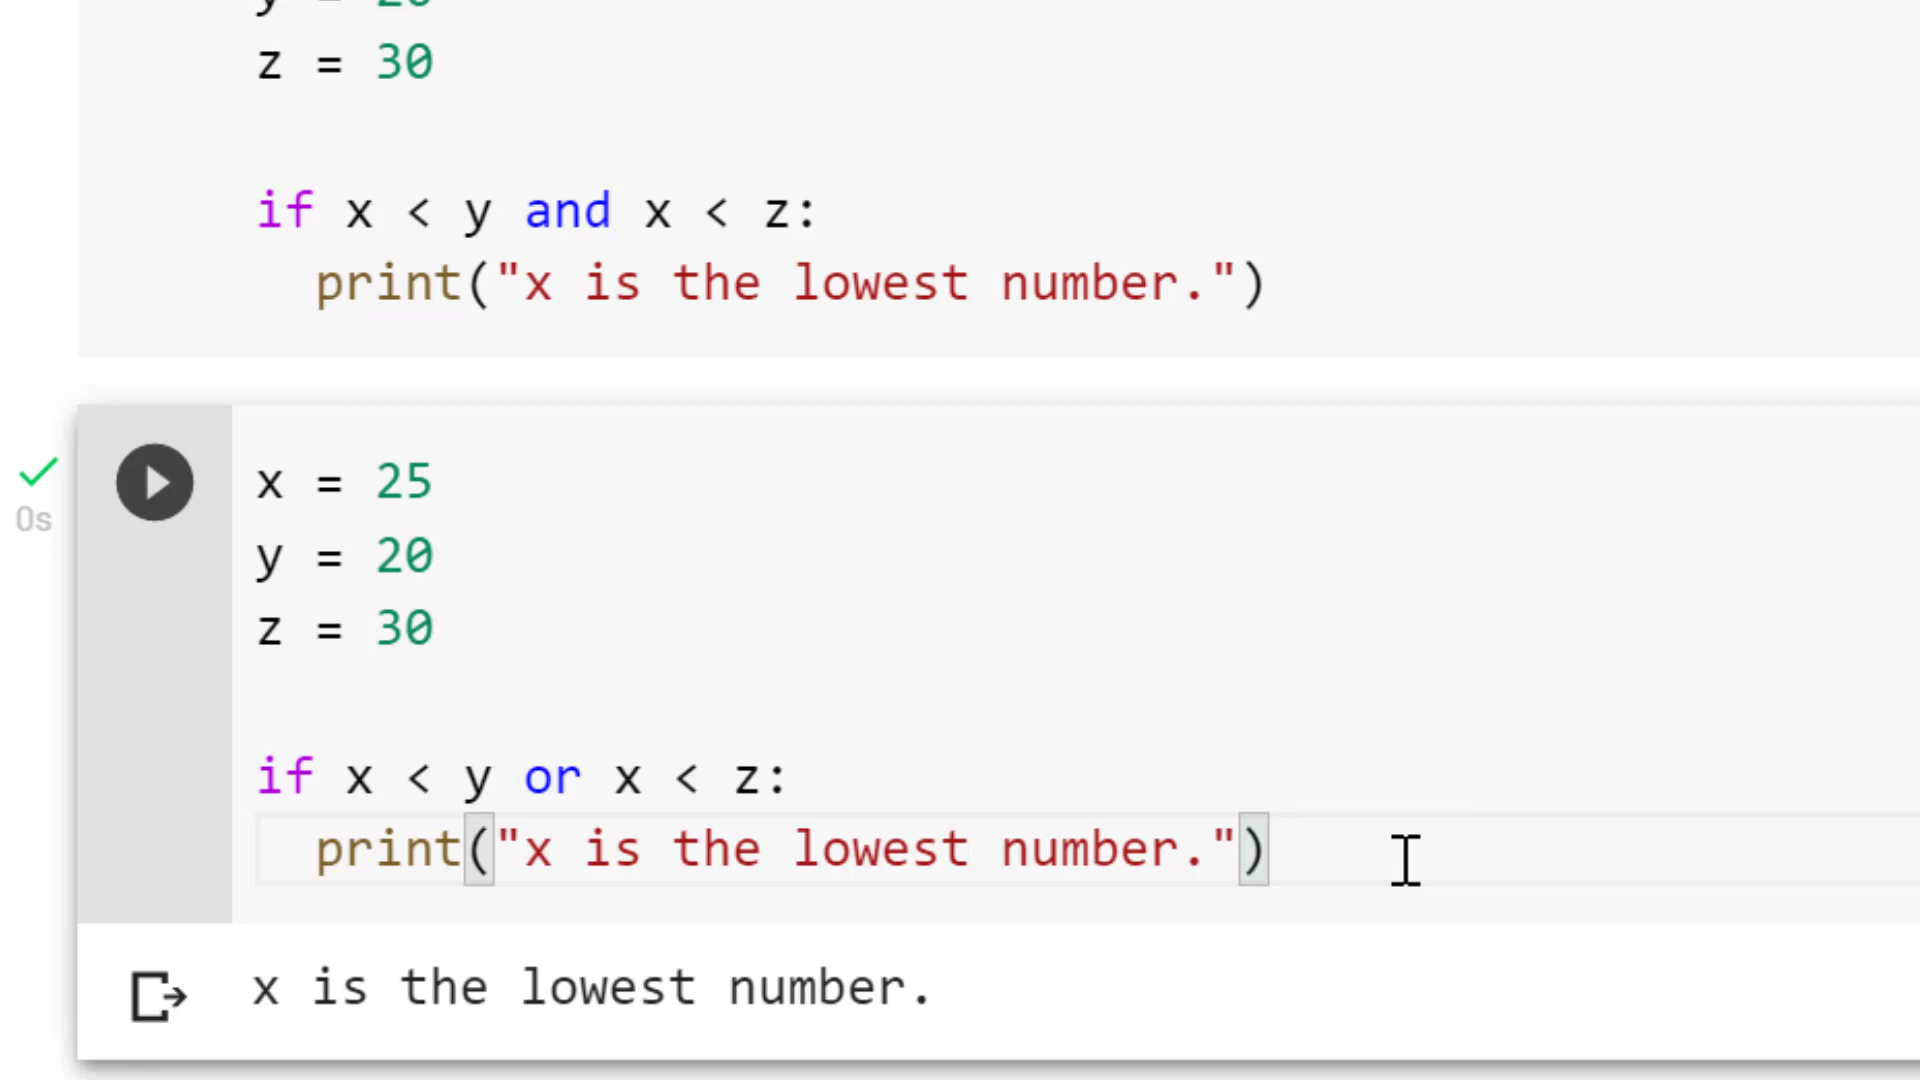 z = 30
if x < y and x < z:
print("x is the lowest number.")
x = 25
y = 20
z = 30
if x < y or x < z:
print("x is the lowest number.")
0s
x is the lowest number.